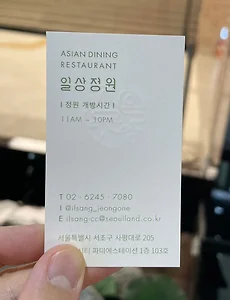 ASIAN DINING
RESTAURANT
일상정원
| 정원 개방시간 |
11AM - 10PM
T 02 - 6245 - 7080
I @ilsang_jeongone
E ilsang-cc@seoulland.co.kr
서울특별시 서초구 사평대로 205
파미에스테이션 1층 103호